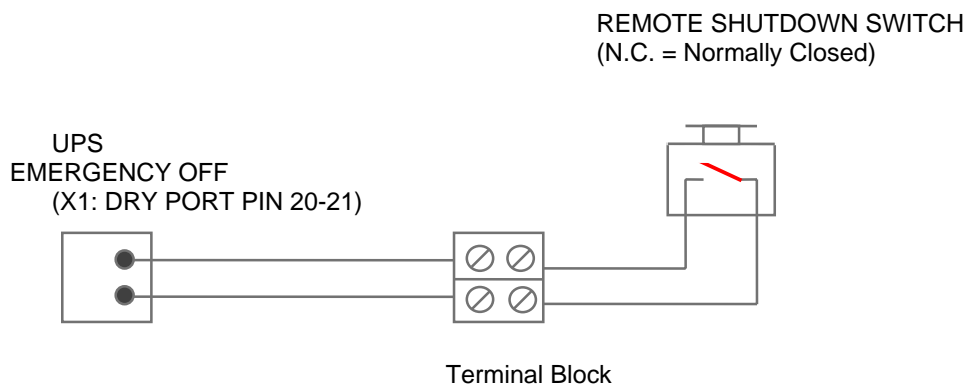 REMOTE SHUTDOWN SWITCH
(N.C. = Normally Closed)
UPS
EMERGENCY OFF
(X1: DRY PORT PIN 20-21)
Terminal Block